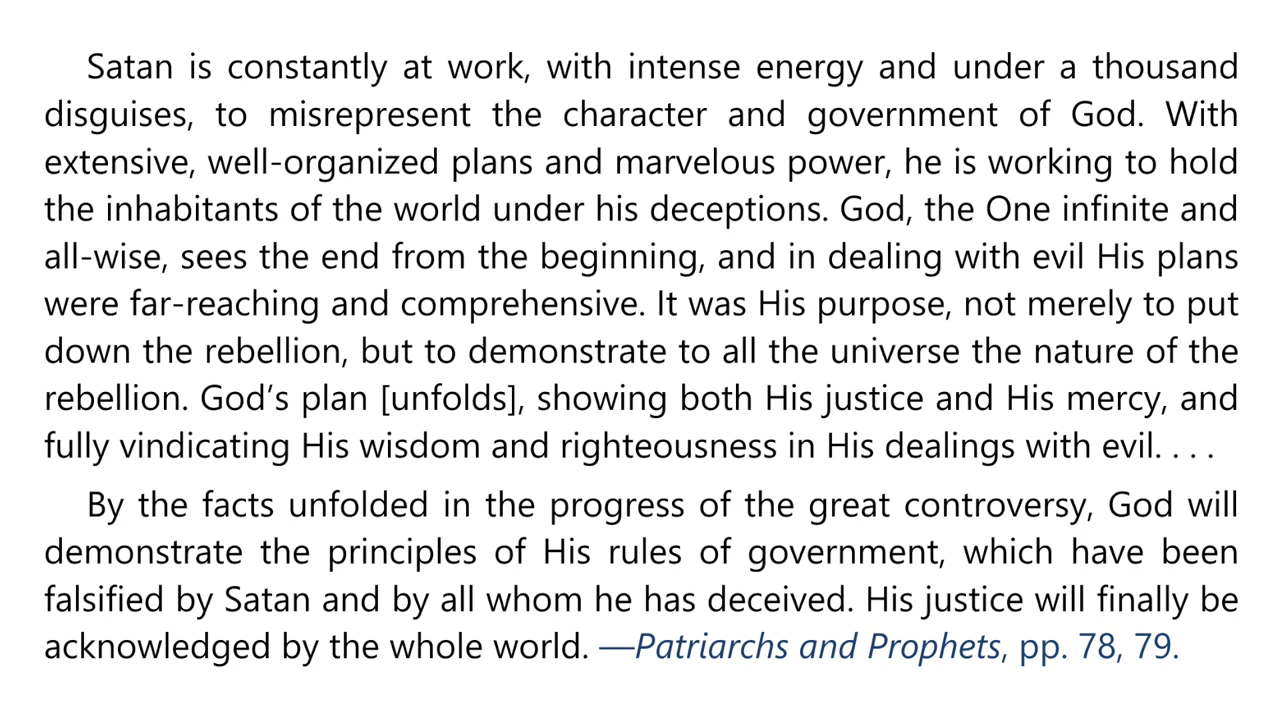 Satan is constantly at work, with intense energy and under a thousand
disguises, to misrepresent the character and government of God. With
extensive, well-organized plans and marvelous power, he is working to hold
the inhabitants of the world under his deceptions. God, the One infinite and
all-wise, sees the end from the beginning, and in dealing with evil His plans
were far-reaching and comprehensive. It was His purpose, not merely to put
down the rebellion, but to demonstrate to all the universe the nature of the
rebellion. God’s plan [unfolds], showing both His justice and His mercy, and
fully vindicating His wisdom and righteousness in His dealings with evil. . . .
By the facts unfolded in the progress of the great controversy, God will
demonstrate the principles of His rules of government, which have been
falsified by Satan and by all whom he has deceived. His justice will finally be
acknowledged by the whole world. —Patriarchs and Prophets, pp. 78, 79.